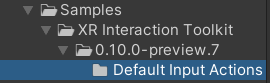 Samples
XR Interaction Toolkit
0.10.0-preview.7
Default Input Actions